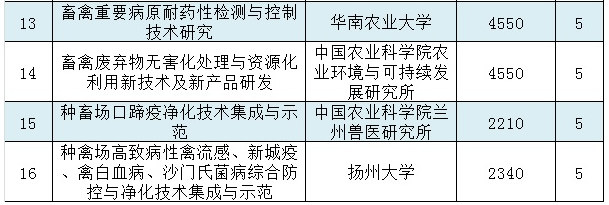 13 畜禽重要病原耐药性检测与控制技术研究 华南农业大学 4550 5
14 畜禽废弃物无害化处理与资源化利用新技术及新产品研发 中国农业科学院农业环境与可持续发展研究所 4550 5
15 种畜场口蹄疫净化技术集成与示范 中国农业科学院兰州兽医研究所 2210 5
16 种禽场高致病性禽流感、新城疫、禽白血病、沙门氏菌病综合防控与净化技术集成与示范 扬州大学 2340 5